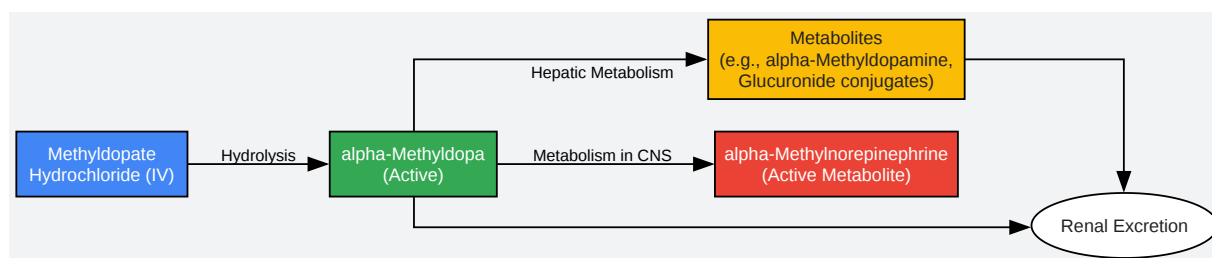 Metabolites
(e.g., alpha-Methyldopamine,
Glucuronide conjugates)
Hepatic Metabolism
Methyldopate
Hydrochloride (IV)
Hydrolysis
alpha-Methyldopa
(Active)
Metabolism in CNS
alpha-Methylnorepinephrine
(Active Metabolite)
Renal Excretion